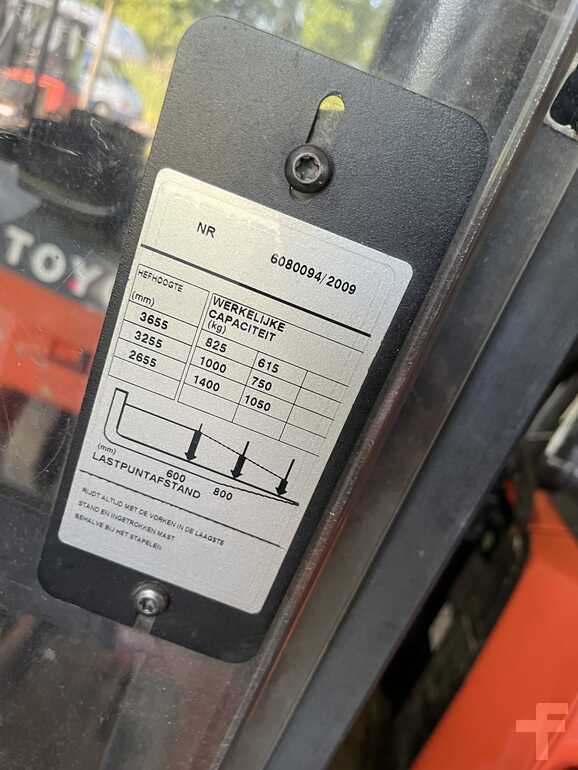 TOYO
NR 6080094/2009
HEFHOOGTE
(mm)
WERKELIJKE
CAPACITEIT
(kg)
3655 825 615
3255 1000 750
2655 1400 1050
(mm) 600 800
LASTPUNTAFSTAND
RIJDT ALTIJD MET DE VORKEN IN DE LAAGSTE
STAND EN INGETROKKEN MAST
BEHALVE BIJ HET STAPELEN